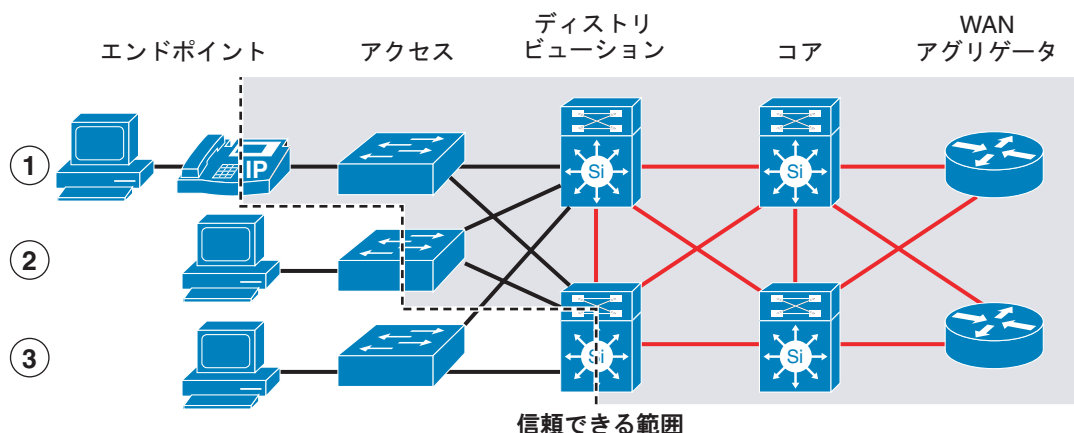 エンドポイント
アクセス
ディストリ
ビューション
コア
WAN
アグリゲータ
1
IP
Si
Si
2
3
Si
Si
信頼できる範囲